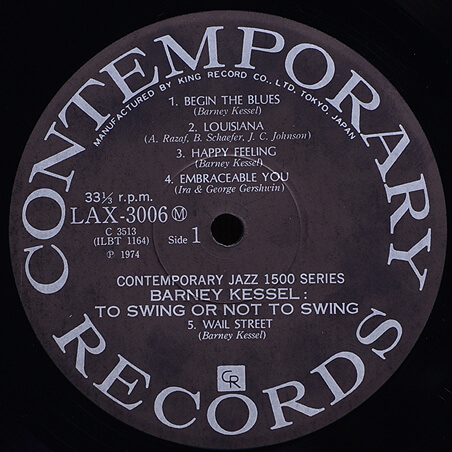 CONTEMPORARY
MANUFACTURED BY KING RECORD CO., LTD, TOKYO, JAPAN
1. BEGIN THE BLUES
(Barney Kessel)
2. LOUISIANA
(A. Razaf, B. Schaefer, J. C. Johnson)
3. HAPPY FEELING
(Barney Kessel)
4. EMBRACEABLE YOU
(Ira & George Gershwin)
33⅓ r.p.m.
LAX-3006 Ⓜ
C 3513
(ILBT 1164)
Side 1
Ⓟ 1974
CONTEMPORARY JAZZ 1500 SERIES
BARNEY KESSEL:
TO SWING OR NOT TO SWING
5. WAIL STREET
(Barney Kessel)
CR
RECORDS